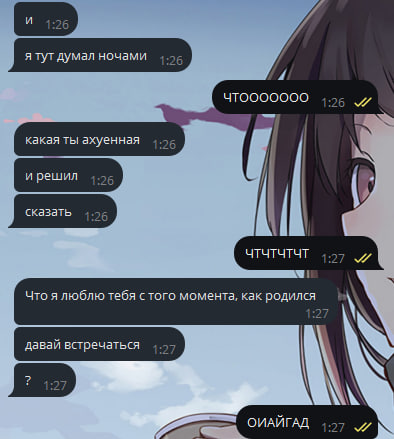 и 1:26
я тут думал ночами 1:26
ЧТООООООО 1:26
какая ты ахуенная 1:26
и решил 1:26
сказать 1:26
ЧТЧТЧТЧТ 1:27
Что я люблю тебя с того момента, как родился
1:27
давай встречаться 1:27
? 1:27
ОИАЙГАД 1:27